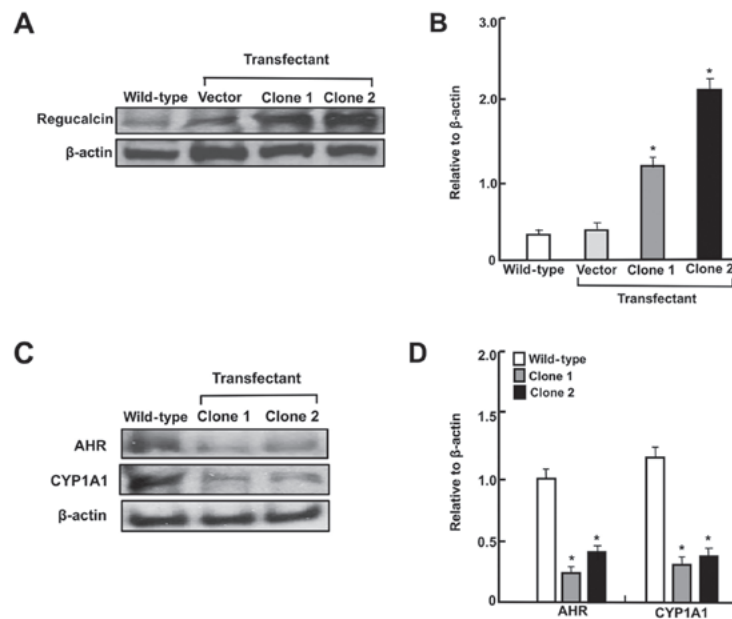 A
Transfectant
Wild-type Vector Clone 1 Clone 2
Regucalcin
β-actin
B
Relative to β-actin
3.0
2.0
1.0
0
*
*
Wild-type Vector Clone 1 Clone 2
Transfectant
C
Transfectant
Wild-type Clone 1 Clone 2
AHR
CYP1A1
β-actin
D
Relative to β-actin
2.0
1.5
1.0
0.5
0
Wild-type
Clone 1
Clone 2
* *
* *
AHR CYP1A1